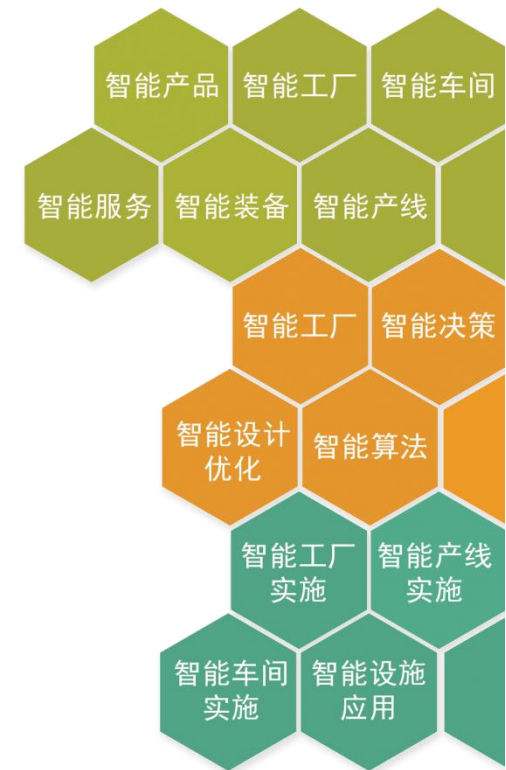 智能产品 智能工厂 智能车间
智能服务 智能装备 智能产线
智能工厂 智能决策
智能设计
优化
智能算法
智能工厂
实施
智能产线
实施
智能车间
实施
智能设施
应用